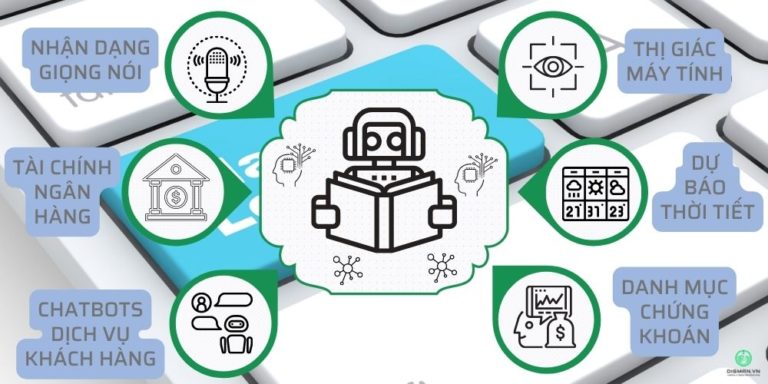 NHẬN DẠNG
GIỌNG NÓI
THỊ GIÁC
MÁY TÍNH
TÀI CHÍNH
NGÂN
HÀNG
DỰ
BÁO
THỜI TIẾT
21° 31° 23°
CHATBOTS
DỊCH VỤ
KHÁCH HÀNG
DANH MỤC
CHỨNG
KHOÁN
DISMAN.VN